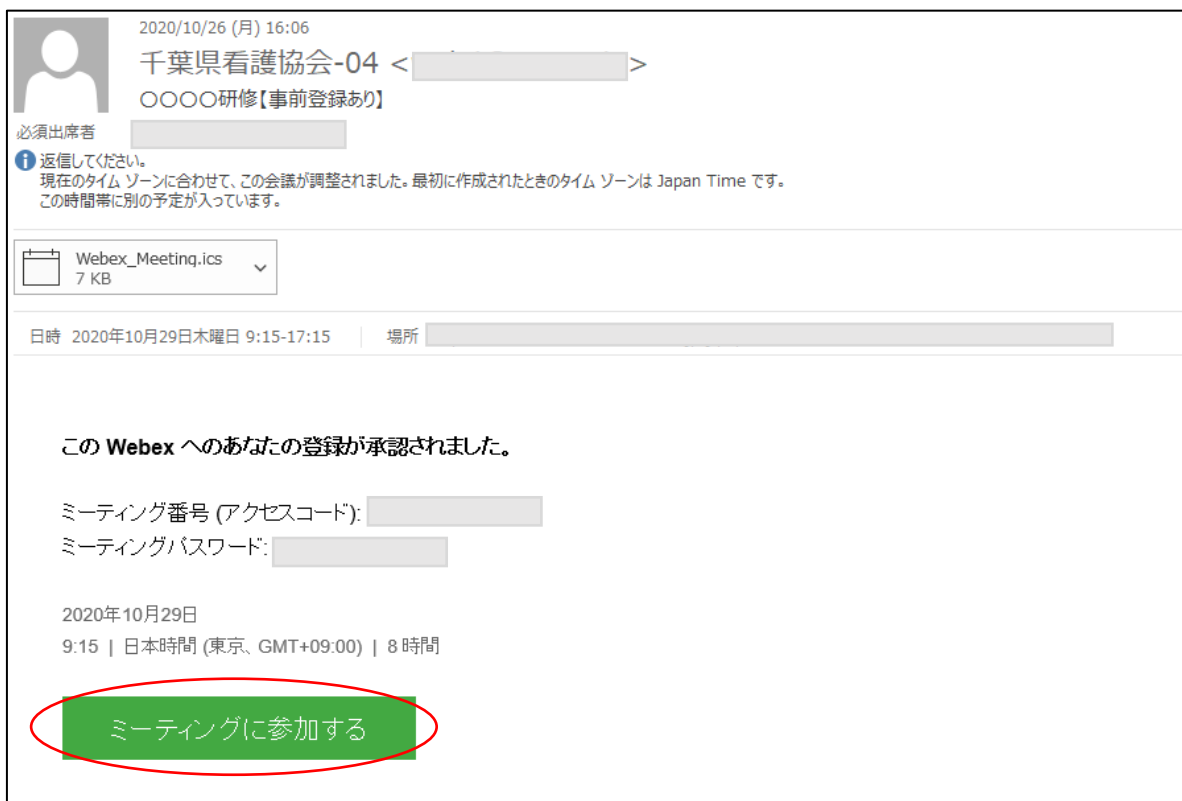 2020/10/26 (月) 16:06
千葉県看護協会-04 < >
〇〇〇〇研修【事前登録あり】
必須出席者
返信してください。
現在のタイム ゾーンに合わせて、この会議が調整されました。最初に作成されたときのタイム ゾーンは Japan Time です。
この時間帯に別の予定が入っています。
Webex_Meeting.ics
7 KB
日時 2020年10月29日木曜日 9:15-17:15 場所
この Webex へのあなたの登録が承認されました。
ミーティング番号 (アクセスコード):
ミーティングパスワード:
2020年10月29日
9:15 | 日本時間 (東京、GMT+09:00) | 8 時間
ミーティングに参加する